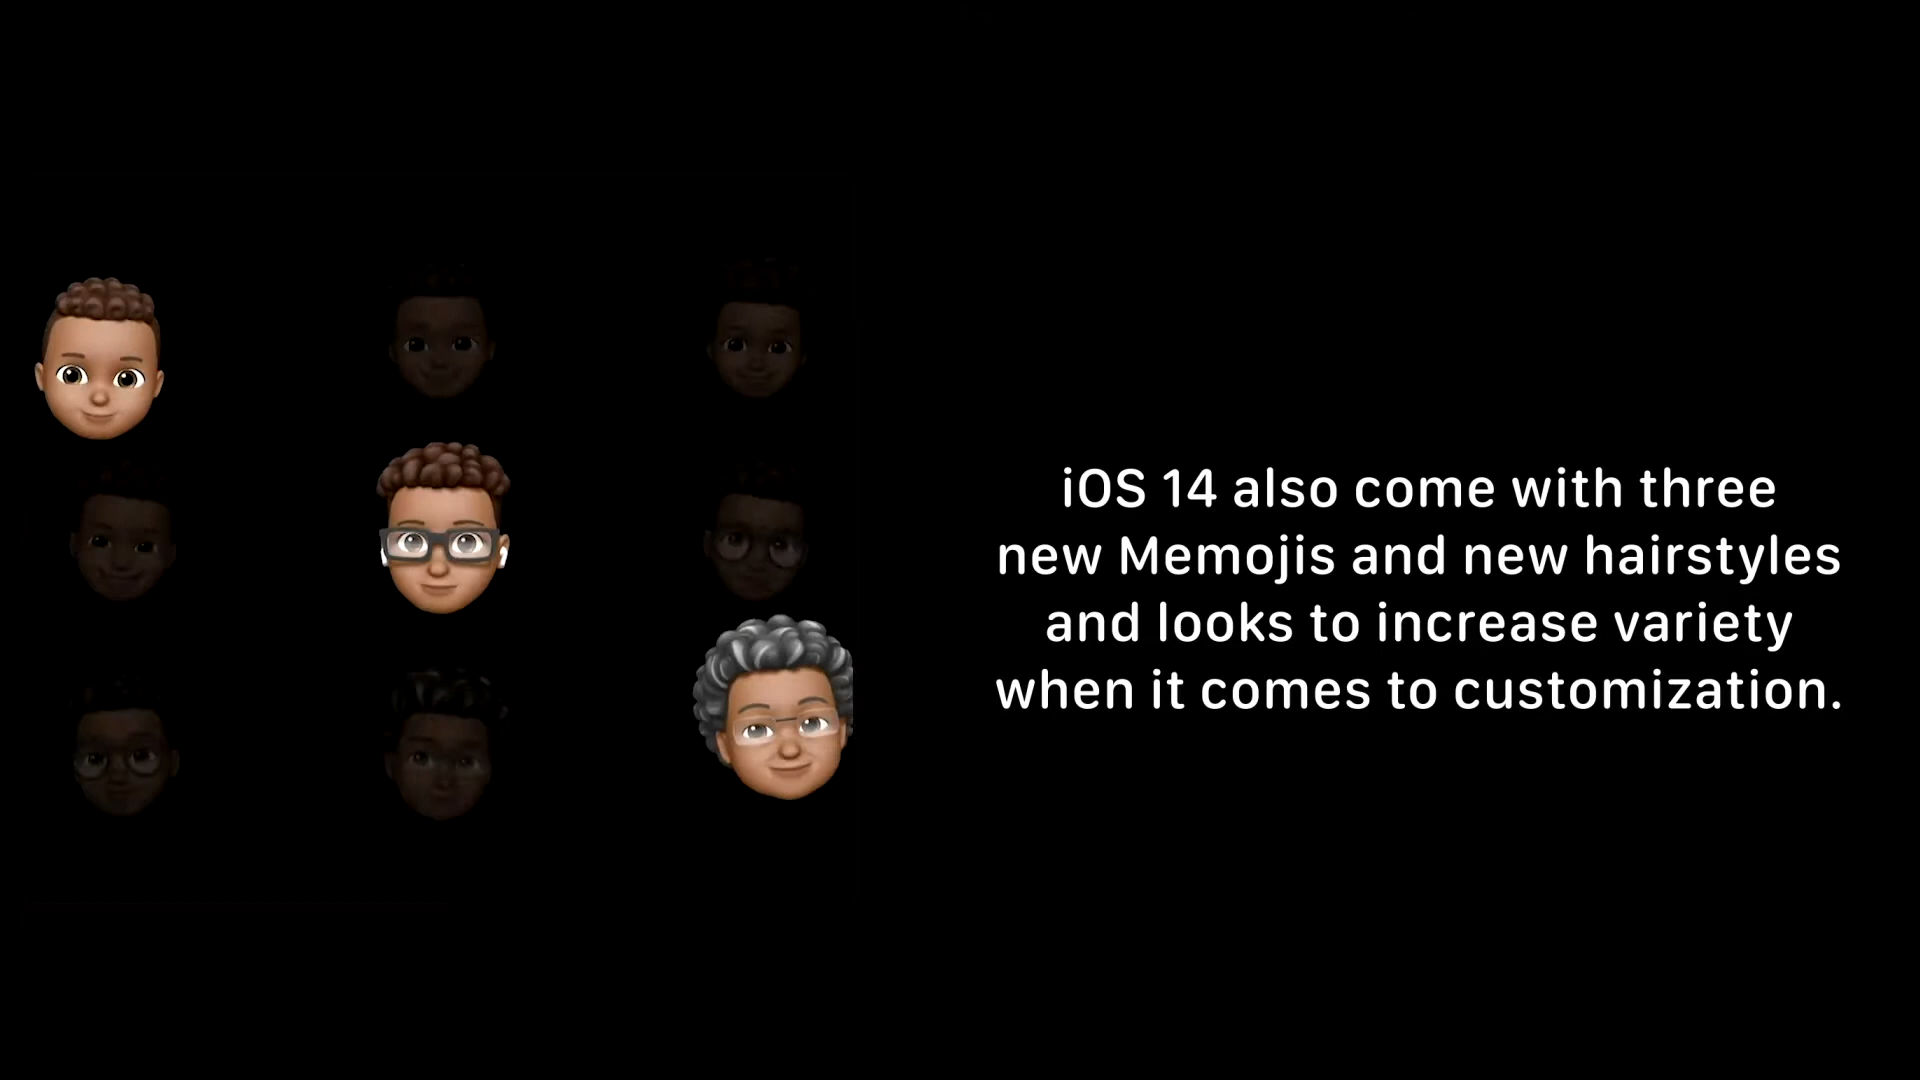 iOS 14 also come with three
new Memojis and new hairstyles
and looks to increase variety
when it comes to customization.